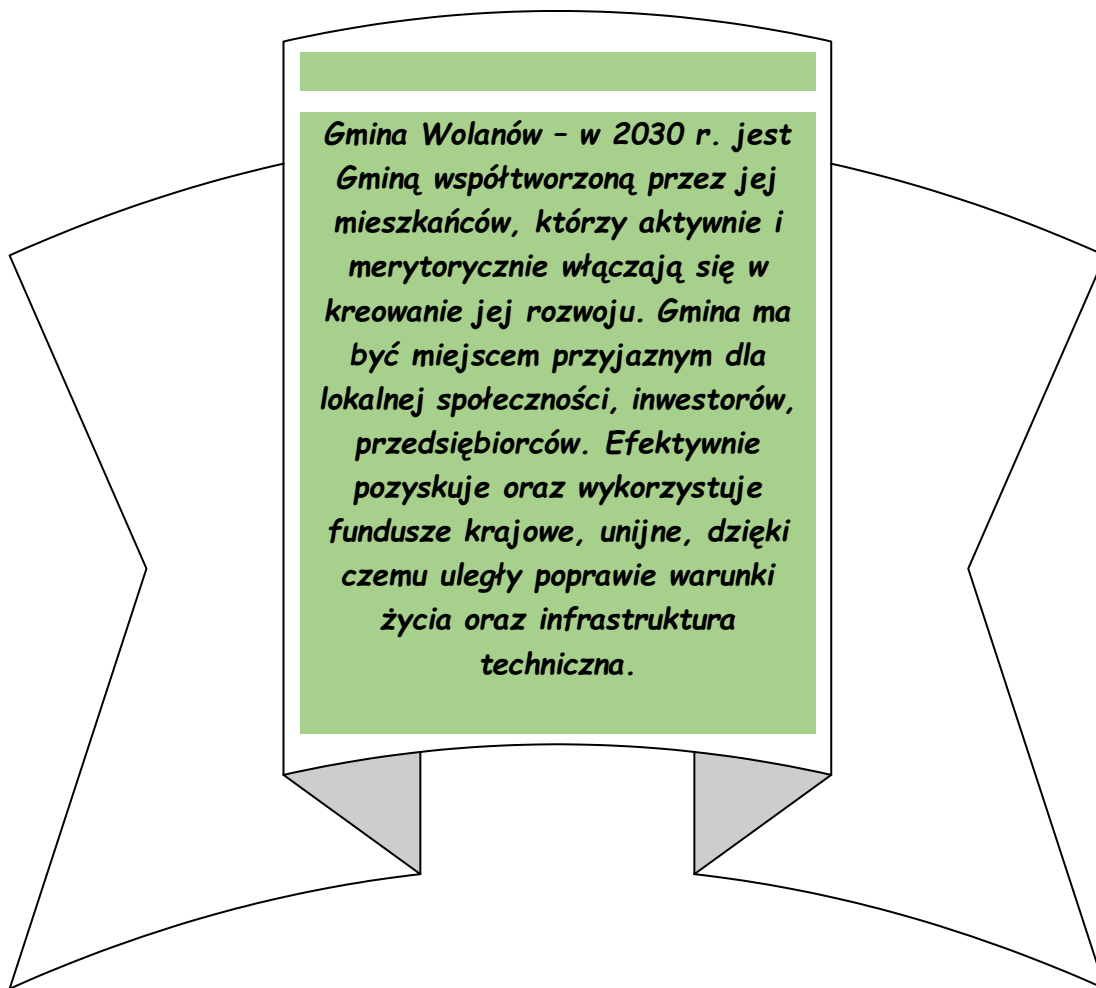 Gmina Wolanów – w 2030 r. jest
Gminą współtworzoną przez jej
mieszkańców, którzy aktywnie i
merytorycznie włączają się w
kreowanie jej rozwoju. Gmina ma
być miejscem przyjaznym dla
lokalnej społeczności, inwestorów,
przedsiębiorców. Efektywnie
pozyskuje oraz wykorzystuje
fundusze krajowe, unijne, dzięki
czemu uległy poprawie warunki
życia oraz infrastruktura
techniczna.